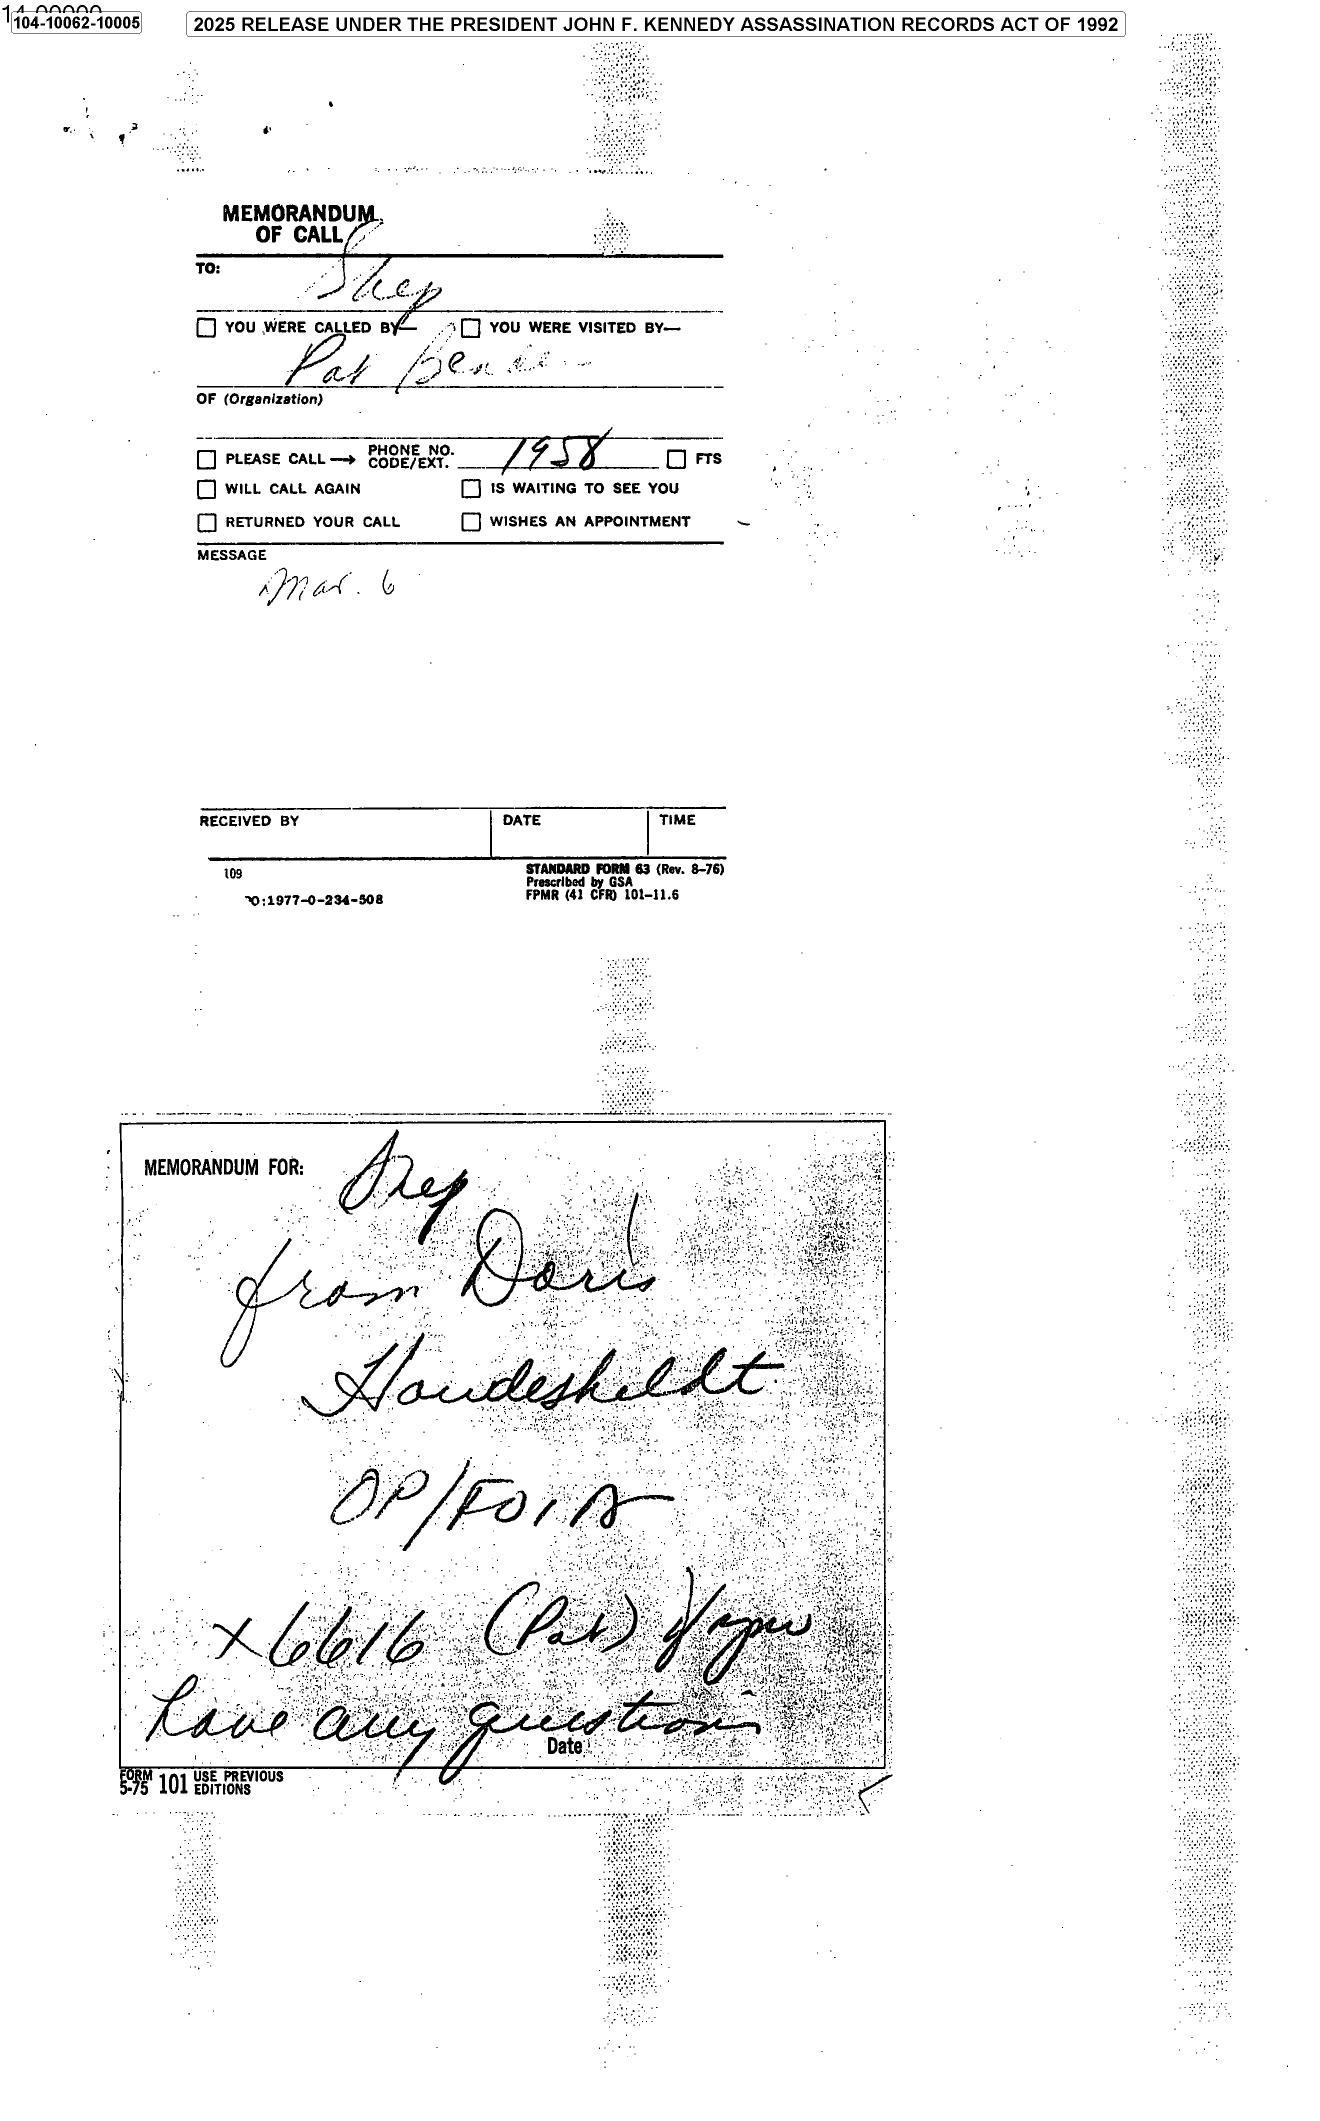 14-00000
104-10062-10005
2025 RELEASE UNDER THE PRESIDENT JOHN F. KENNEDY ASSASSINATION RECORDS ACT OF 1992
MEMORANDUM
OF CALL
TO:
Shep
YOU WERE CALLED BY— YOU WERE VISITED BY—
Pat
OF (Organization)
PLEASE CALL → PHONE NO. CODE/EXT. 1958 FTS
WILL CALL AGAIN IS WAITING TO SEE YOU
RETURNED YOUR CALL WISHES AN APPOINTMENT
MESSAGE
Mar. 6
RECEIVED BY DATE TIME
109 STANDARD FORM 63 (Rev. 8-76)
Prescribed by GSA
:1977-0-234-508 FPMR (41 CFR) 101-11.6
MEMORANDUM FOR: Shep
from Doris
OP/FOIA
x6616 (Pat) if you
have any questions
Date
FORM 5-75 101 USE PREVIOUS EDITIONS